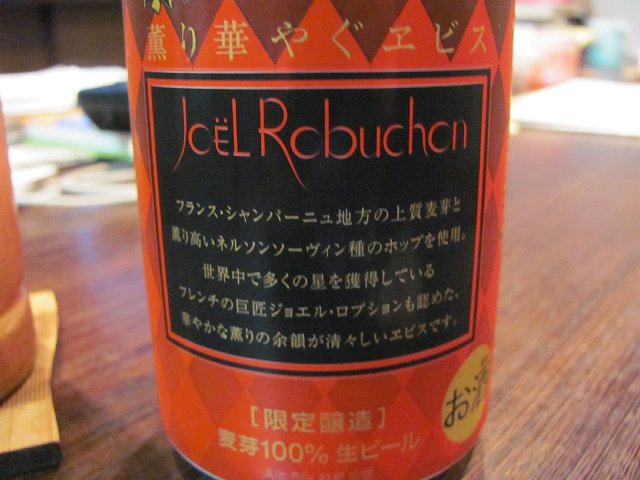 薫り華やぐヱビス
JoëL Robuchon
フランス・シャンパーニュ地方の上質麦芽と
薫り高いネルソンソーヴィン種のホップを使用。
世界中で多くの星を獲得している
フレンチの巨匠ジョエル・ロブションも認めた、
華やかな薫りの余韻が清々しいヱビスです。
お酒
[限定醸造]
麦芽100% 生ビール